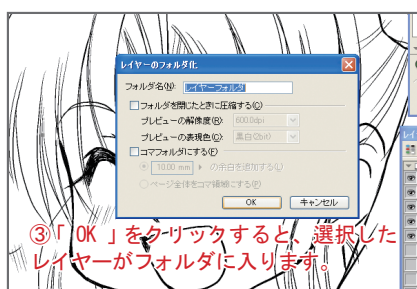 レイヤーのフォルダ化
フォルダ名(N): レイヤーフォルダ
フォルダを閉じたときに圧縮する(C)
プレビューの解像度(R): 600.0dpi
プレビューの表現色(E): 黒白(2bit)
コマフォルダにする(F)
10.00 mm の余白を追加する(L)
ページ全体をコマ領域にする(P)
OK キャンセル
③「 OK 」をクリックすると、選択した
レイヤーがフォルダに入ります。